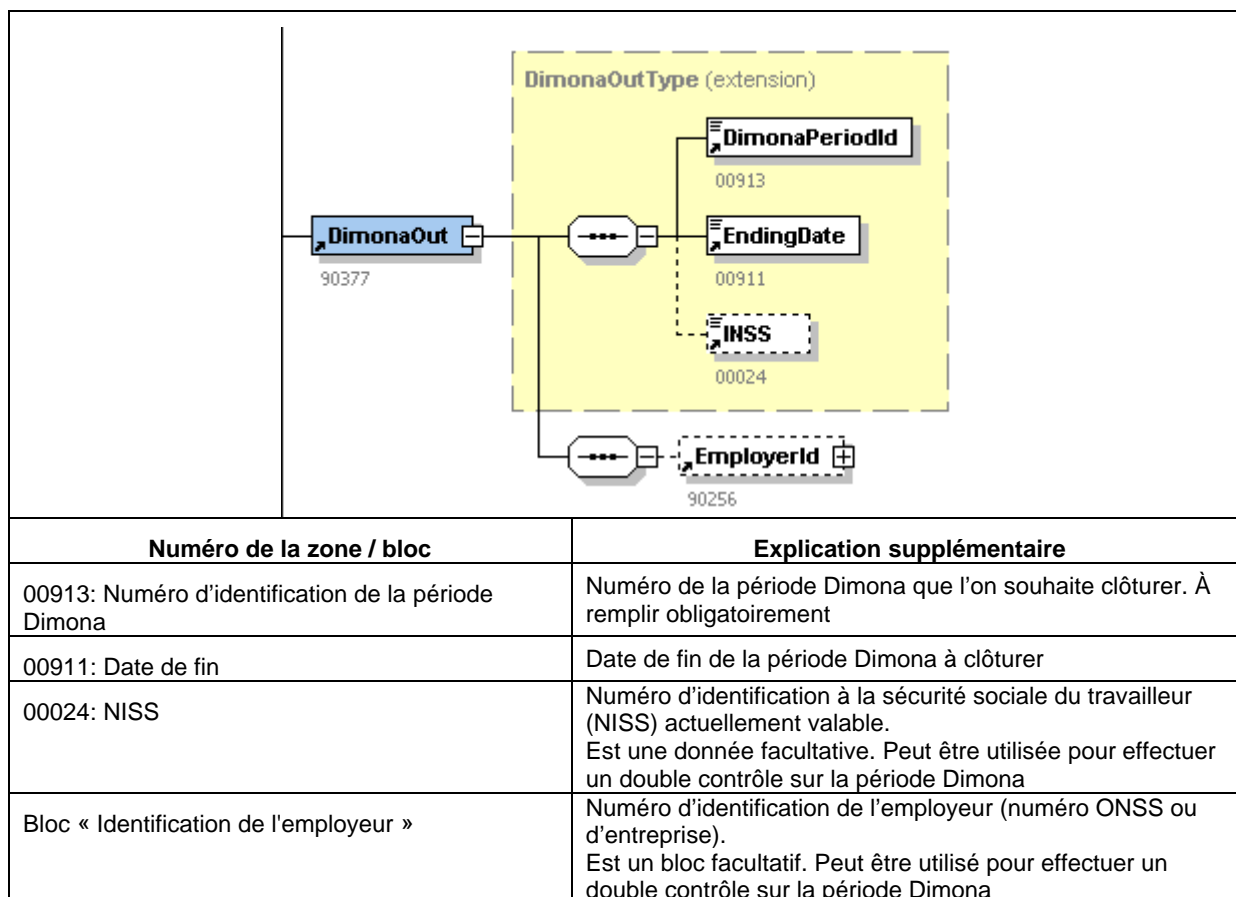 DimonaOutType (extension)
DimonaPeriodId
00913
DimonaOut
EndingDate
90377
00911
INSS
00024
EmployerId
90256
Numéro de la zone / bloc
Explication supplémentaire
00913: Numéro d’identification de la période
Dimona
Numéro de la période Dimona que l’on souhaite clôturer. À
remplir obligatoirement
00911: Date de fin
Date de fin de la période Dimona à clôturer
00024: NISS
Numéro d’identification à la sécurité sociale du travailleur
(NISS) actuellement valable.
Est une donnée facultative. Peut être utilisée pour effectuer
un double contrôle sur la période Dimona
Bloc « Identification de l'employeur »
Numéro d’identification de l’employeur (numéro ONSS ou
d’entreprise).
Est un bloc facultatif. Peut être utilisé pour effectuer un
double contrôle sur la période Dimona